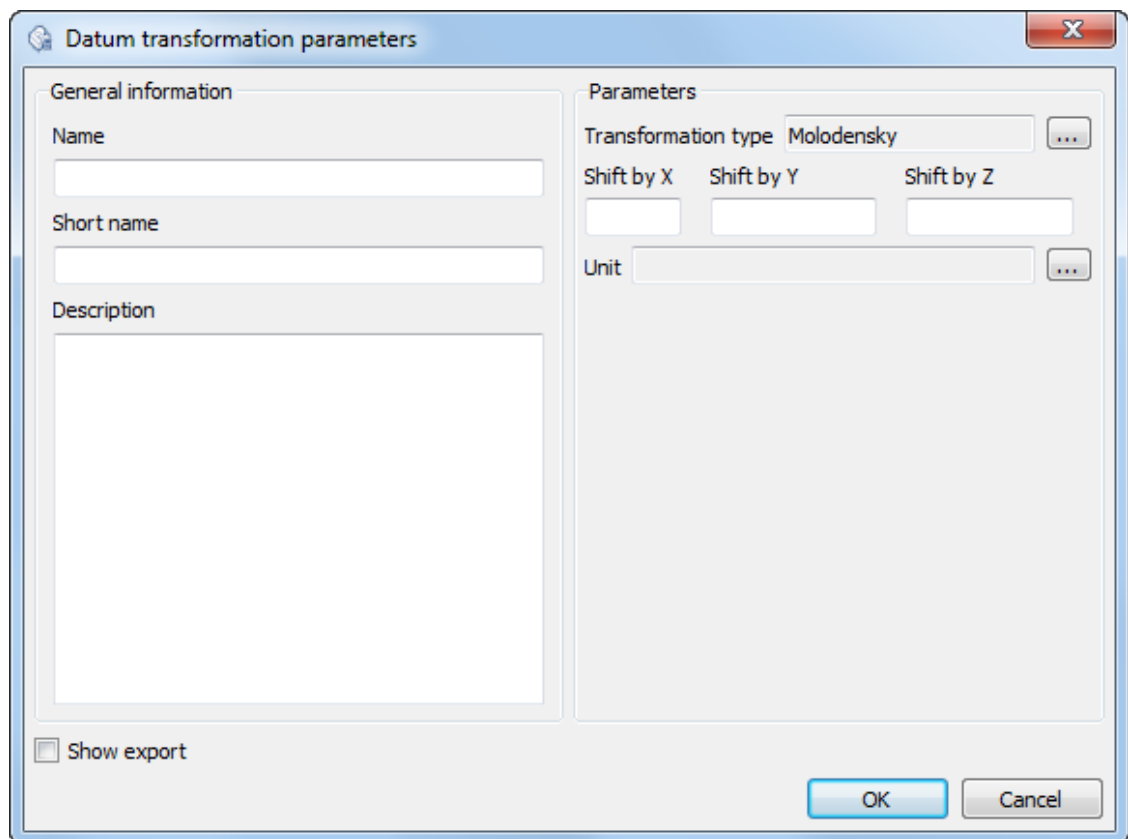 Datum transformation parameters
General information
Name
Short name
Description
Parameters
Transformation type Molodensky ...
Shift by X Shift by Y Shift by Z
Unit ...
Show export
OK Cancel